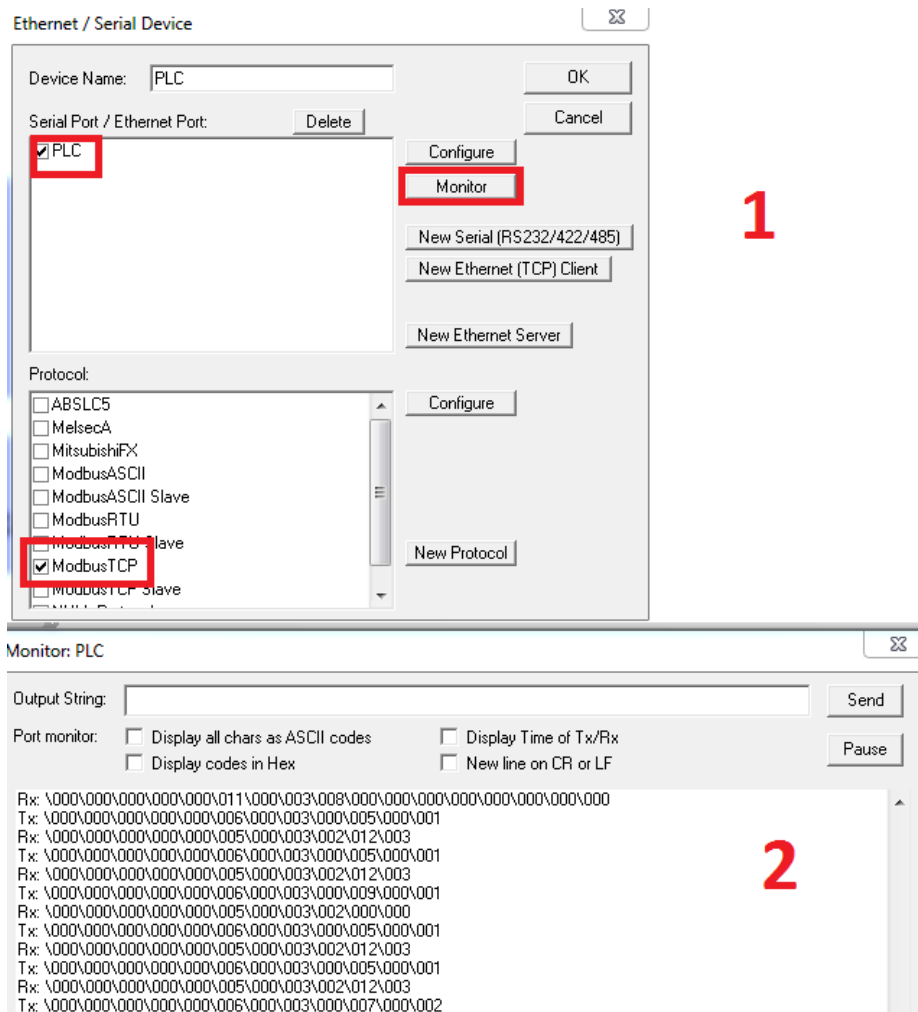 Ethernet / Serial Device
Device Name: PLC OK
Serial Port / Ethernet Port: Delete Cancel
PLC Configure
Monitor
1
New Serial (RS232/422/485)
New Ethernet (TCP) Client
New Ethernet Server
Protocol:
ABSLC5 Configure
MelsecA
MitsubishiFX
ModbusASCII
ModbusASCII Slave
ModbusRTU
ModbusRTU Slave New Protocol
ModbusTCP
ModbusTCP Slave
Monitor: PLC
Output String: Send
Port monitor: Display all chars as ASCII codes Display Time of Tx/Rx Pause
Display codes in Hex New line on CR or LF
Rx: \000\000\000\000\000\011\000\003\008\000\000\000\000\000\000\000\000
Tx: \000\000\000\000\000\006\000\003\000\005\000\001
Rx: \000\000\000\000\000\005\000\003\002\012\003
Tx: \000\000\000\000\000\006\000\003\000\005\000\001
Rx: \000\000\000\000\000\005\000\003\002\012\003
Tx: \000\000\000\000\000\006\000\003\000\009\000\001
Rx: \000\000\000\000\000\005\000\003\002\000\000
Tx: \000\000\000\000\000\006\000\003\000\005\000\001
Rx: \000\000\000\000\000\005\000\003\002\012\003
Tx: \000\000\000\000\000\006\000\003\000\005\000\001
Rx: \000\000\000\000\000\005\000\003\002\012\003
Tx: \000\000\000\000\000\006\000\003\000\007\000\002
2